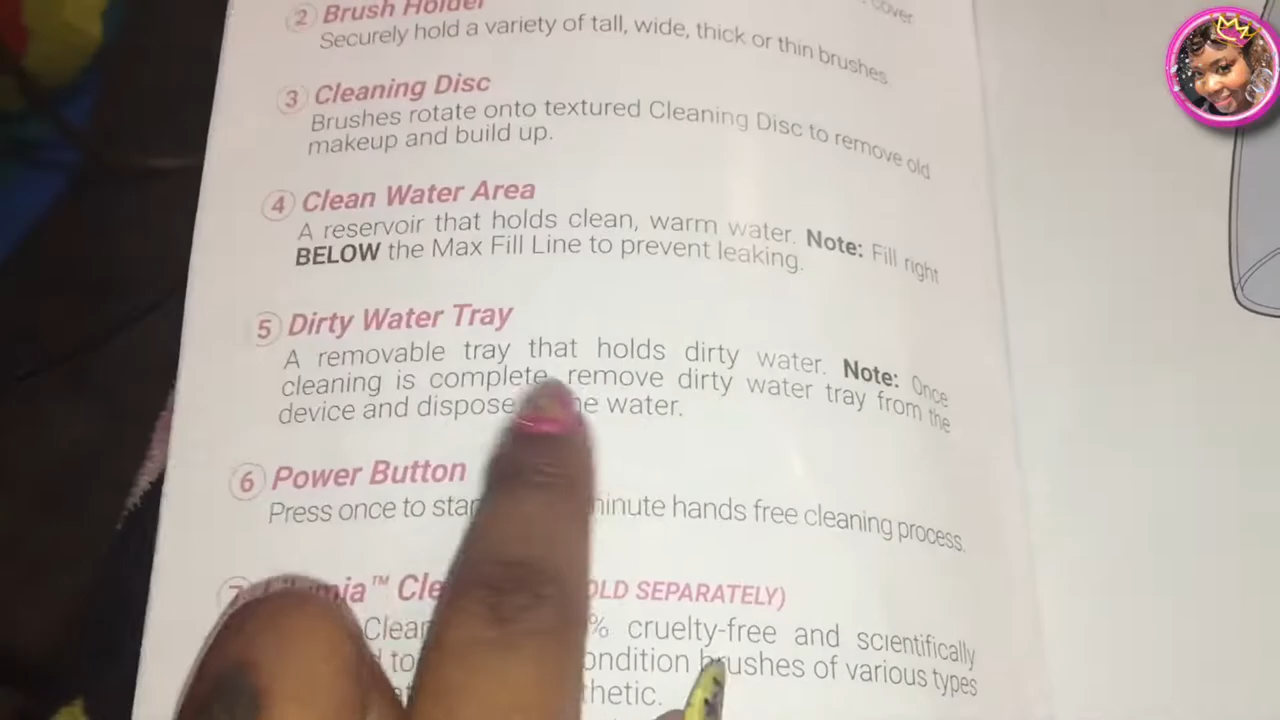 cover
2 Brush Holder
Securely hold a variety of tall, wide, thick or thin brushes
3 Cleaning Disc
Brushes rotate onto textured Cleaning Disc to remove old
makeup and build up.
4 Clean Water Area
A reservoir that holds clean, warm water. Note: Fill right
BELOW the Max Fill Line to prevent leaking.
5 Dirty Water Tray
A removable tray that holds dirty water. Note: Once
cleaning is complete, remove dirty water tray from the
device and dispose water.
6 Power Button
Press once to hands free cleaning process.
7 SEPARATELY)
% cruelty-free and scientifically
brushes of various types